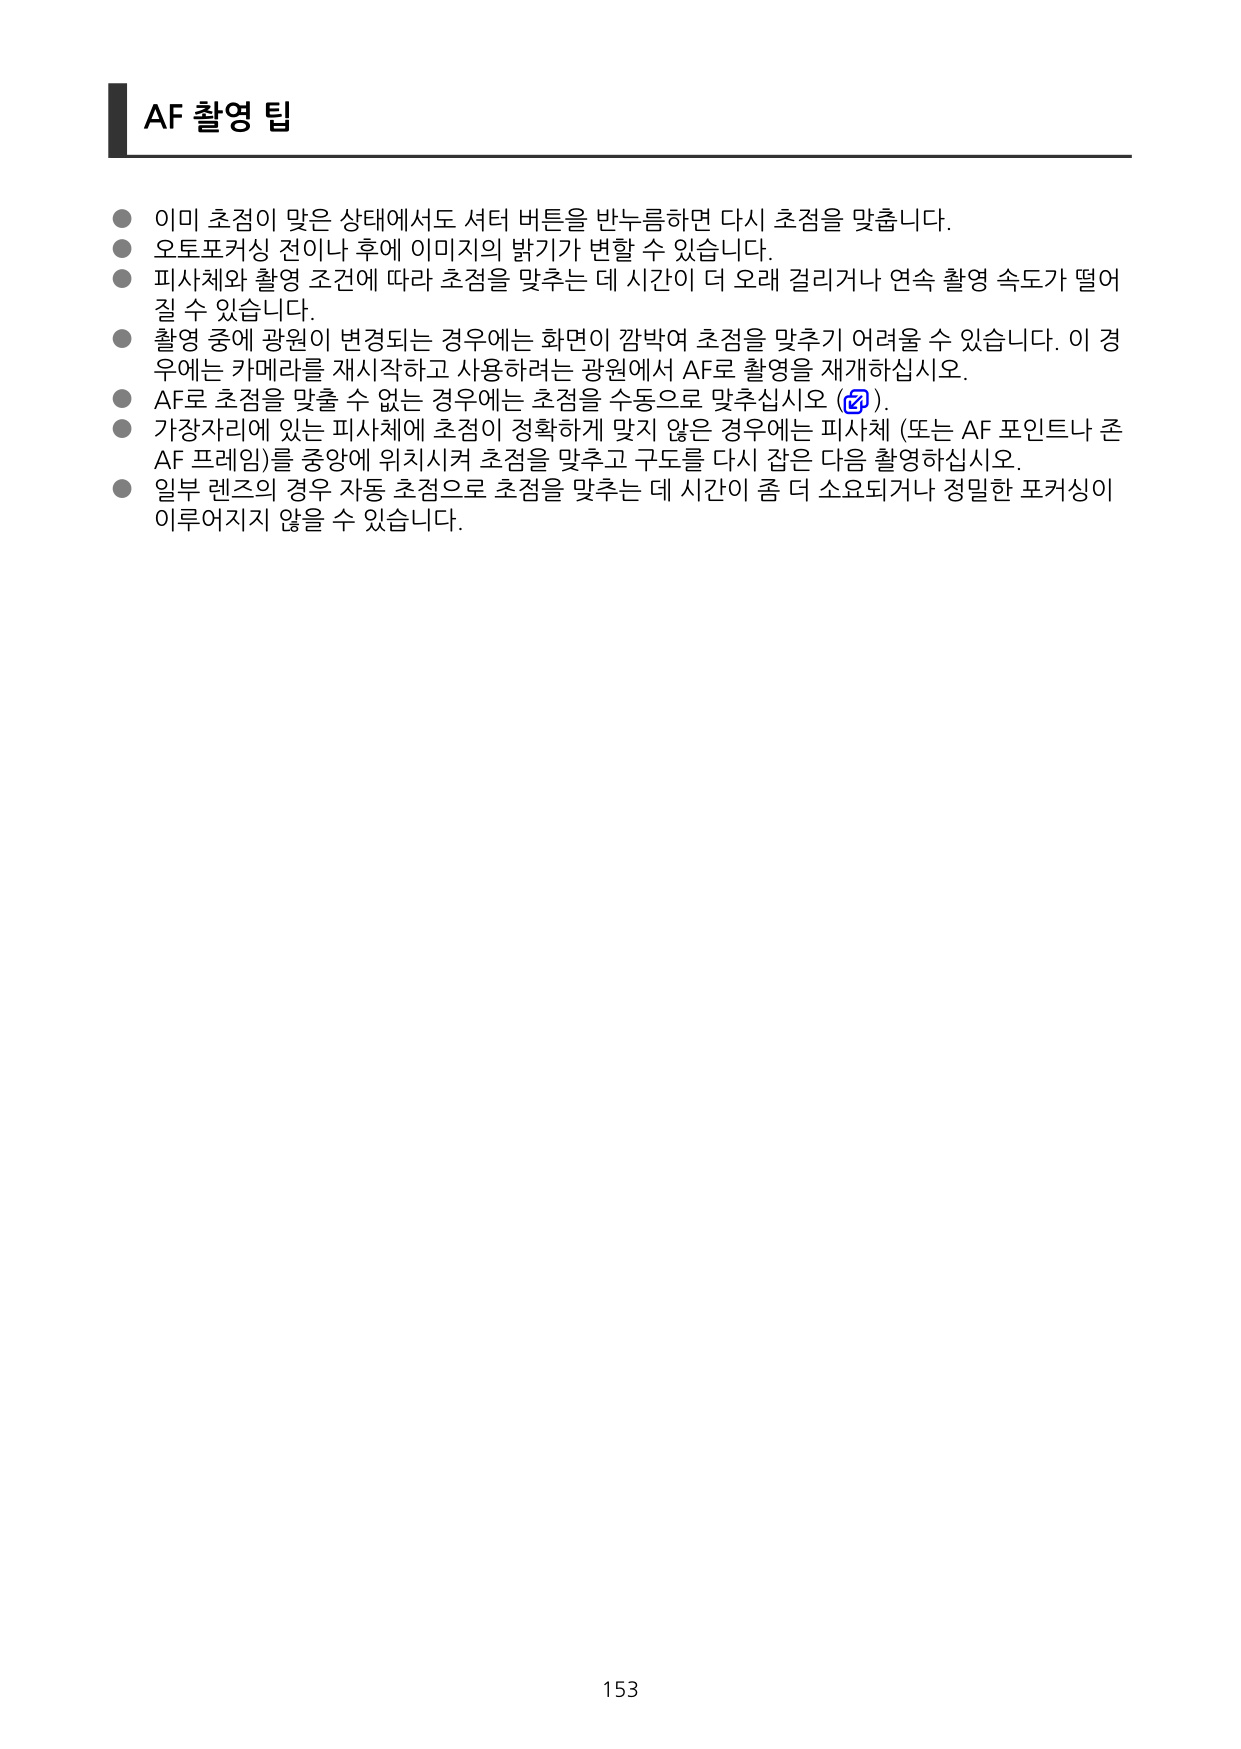 AF 촬영 팁
● 이미 초점이 맞은 상태에서도 셔터 버튼을 반누름하면 다시 초점을 맞춥니다.
● 오토포커싱 전이나 후에 이미지의 밝기가 변할 수 있습니다.
● 피사체와 촬영 조건에 따라 초점을 맞추는 데 시간이 더 오래 걸리거나 연속 촬영 속도가 떨어
질 수 있습니다.
● 촬영 중에 광원이 변경되는 경우에는 화면이 깜박여 초점을 맞추기 어려울 수 있습니다. 이 경
우에는 카메라를 재시작하고 사용하려는 광원에서 AF로 촬영을 재개하십시오.
● AF로 초점을 맞출 수 없는 경우에는 초점을 수동으로 맞추십시오 ( ).
● 가장자리에 있는 피사체에 초점이 정확하게 맞지 않은 경우에는 피사체 (또는 AF 포인트나 존
AF 프레임)를 중앙에 위치시켜 초점을 맞추고 구도를 다시 잡은 다음 촬영하십시오.
● 일부 렌즈의 경우 자동 초점으로 초점을 맞추는 데 시간이 좀 더 소요되거나 정밀한 포커싱이
이루어지지 않을 수 있습니다.
153